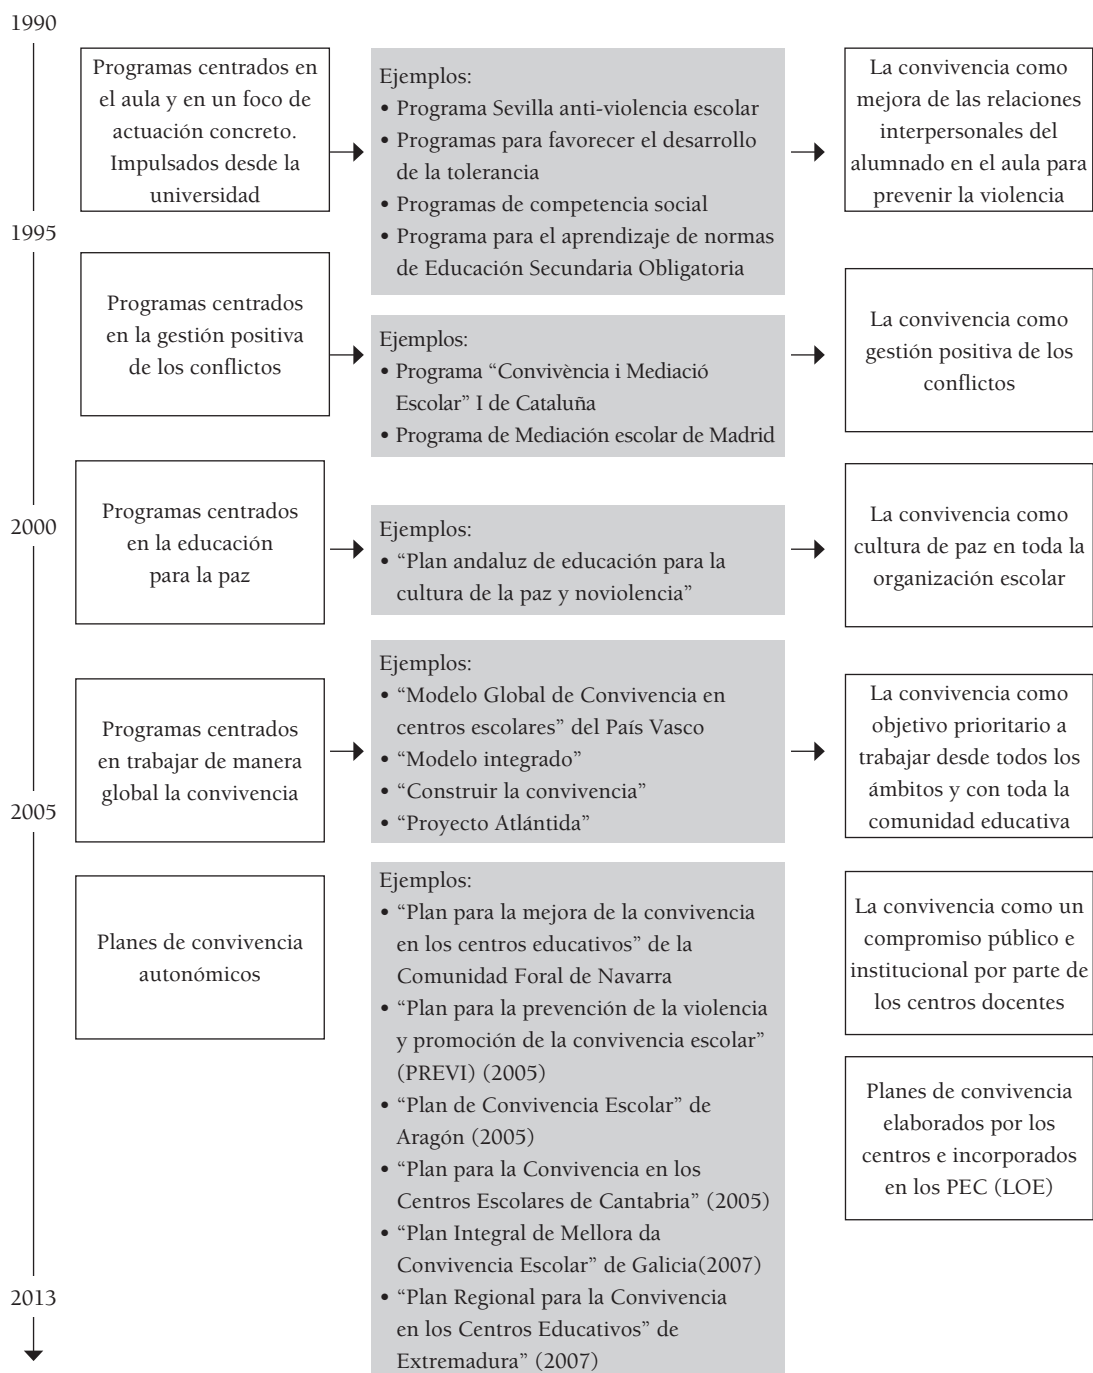 1990
Programas centrados en
el aula y en un foco de
actuación concreto.
Impulsados desde la
universidad
Ejemplos:
• Programa Sevilla anti-violencia escolar
• Programas para favorecer el desarrollo
de la tolerancia
• Programas de competencia social
• Programa para el aprendizaje de normas
de Educación Secundaria Obligatoria
La convivencia como
mejora de las relaciones
interpersonales del
alumnado en el aula para
prevenir la violencia
1995
Programas centrados
en la gestión positiva
de los conflictos
Ejemplos:
• Programa “Convivència i Mediació
Escolar” I de Cataluña
• Programa de Mediación escolar de Madrid
La convivencia como
gestión positiva de los
conflictos
2000
Programas centrados
en la educación
para la paz
Ejemplos:
• “Plan andaluz de educación para la
cultura de la paz y noviolencia”
La convivencia como
cultura de paz en toda la
organización escolar
Programas centrados
en trabajar de manera
global la convivencia
Ejemplos:
• “Modelo Global de Convivencia en
centros escolares” del País Vasco
• “Modelo integrado”
• “Construir la convivencia”
• “Proyecto Atlántida”
La convivencia como
objetivo prioritario a
trabajar desde todos los
ámbitos y con toda la
comunidad educativa
2005
Planes de convivencia
autonómicos
Ejemplos:
• “Plan para la mejora de la convivencia
en los centros educativos” de la
Comunidad Foral de Navarra
• “Plan para la prevención de la violencia
y promoción de la convivencia escolar”
(PREVI) (2005)
• “Plan de Convivencia Escolar” de
Aragón (2005)
• “Plan para la Convivencia en los
Centros Escolares de Cantabria” (2005)
• “Plan Integral de Mellora da
Convivencia Escolar” de Galicia(2007)
• “Plan Regional para la Convivencia
en los Centros Educativos” de
Extremadura” (2007)
La convivencia como un
compromiso público e
institucional por parte de
los centros docentes
Planes de convivencia
elaborados por los
centros e incorporados
en los PEC (LOE)
2013